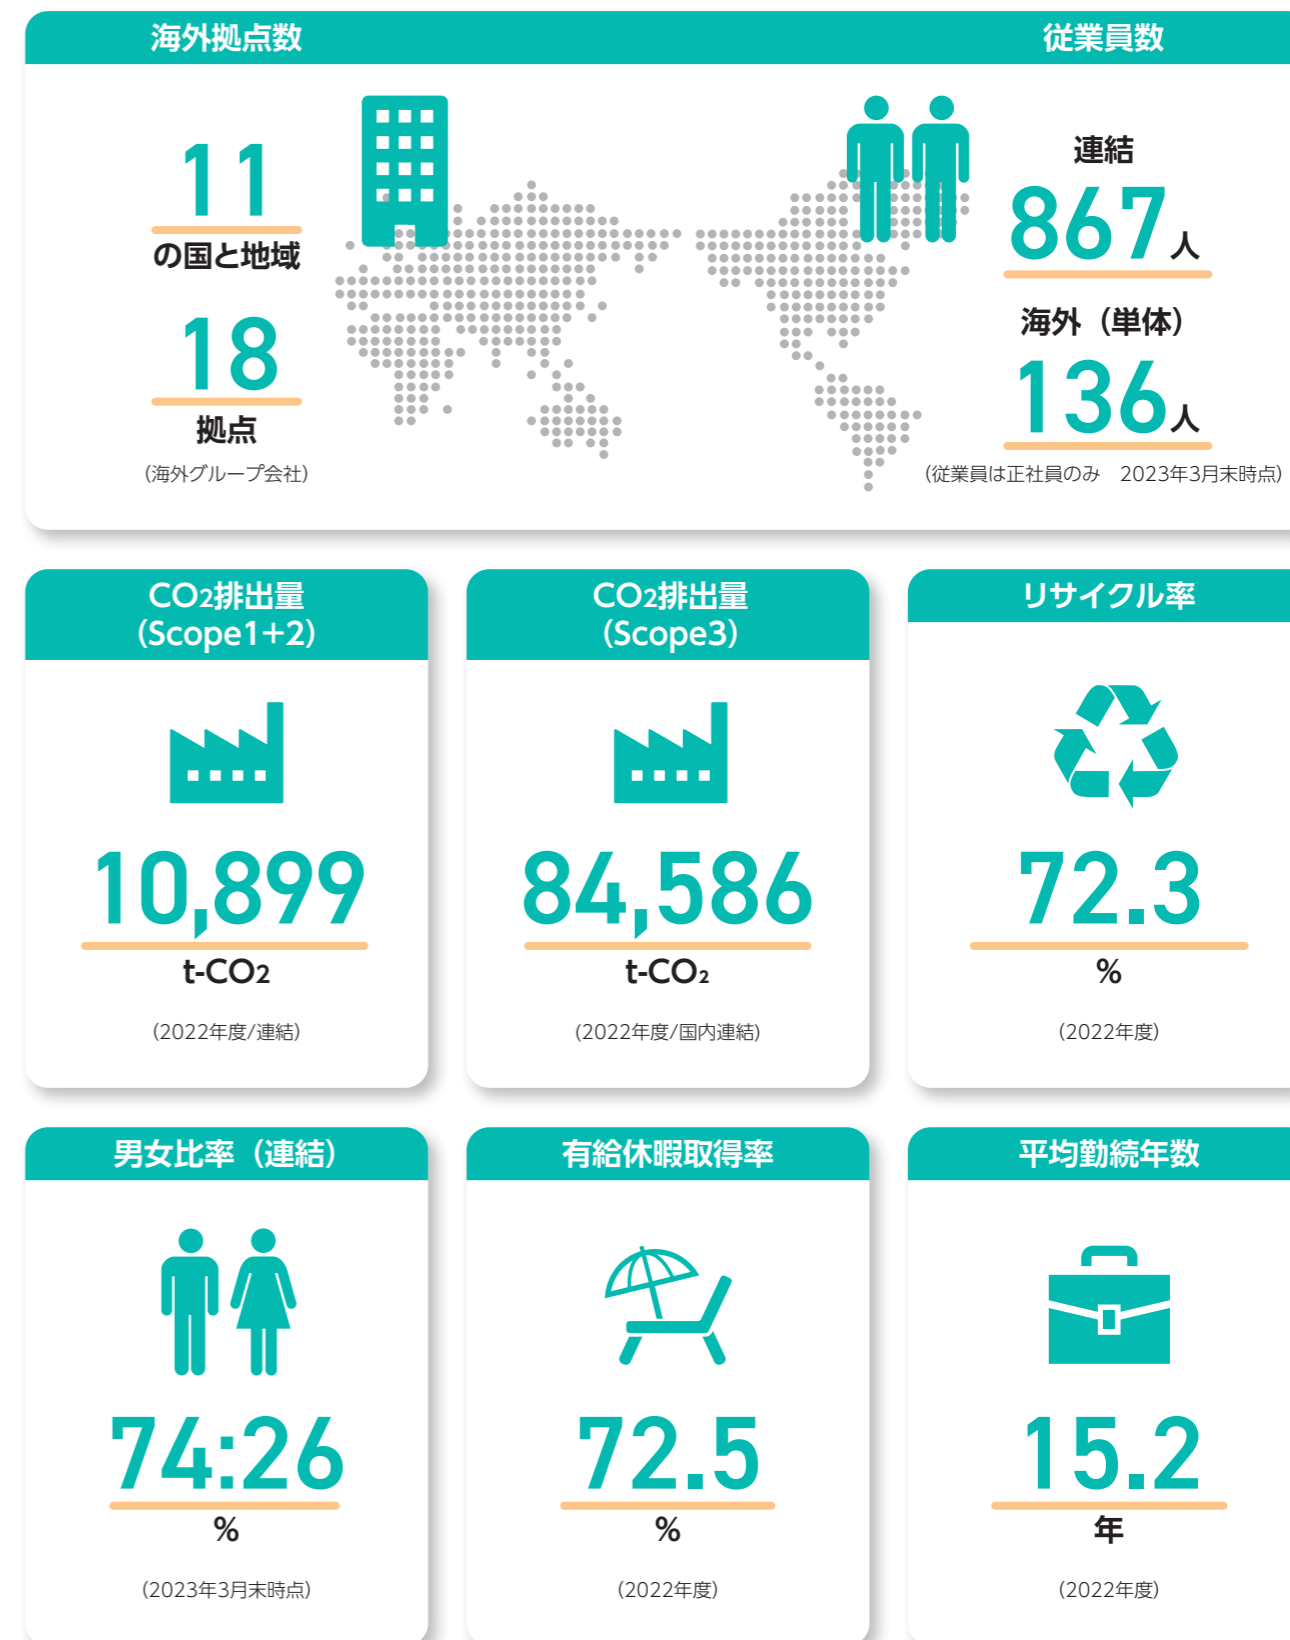 海外拠点数
11
の国と地域
18
拠点
(海外グループ会社)
従業員数
連結
867人
海外（単体）
136人
(従業員は正社員のみ　2023年3月末時点)
CO2排出量
(Scope1+2)
10,899
t-CO2
(2022年度/連結)
CO2排出量
(Scope3)
84,586
t-CO2
(2022年度/国内連結)
リサイクル率
72.3
%
(2022年度)
男女比率（連結）
74:26
%
(2023年3月末時点)
有給休暇取得率
72.5
%
(2022年度)
平均勤続年数
15.2
年
(2022年度)